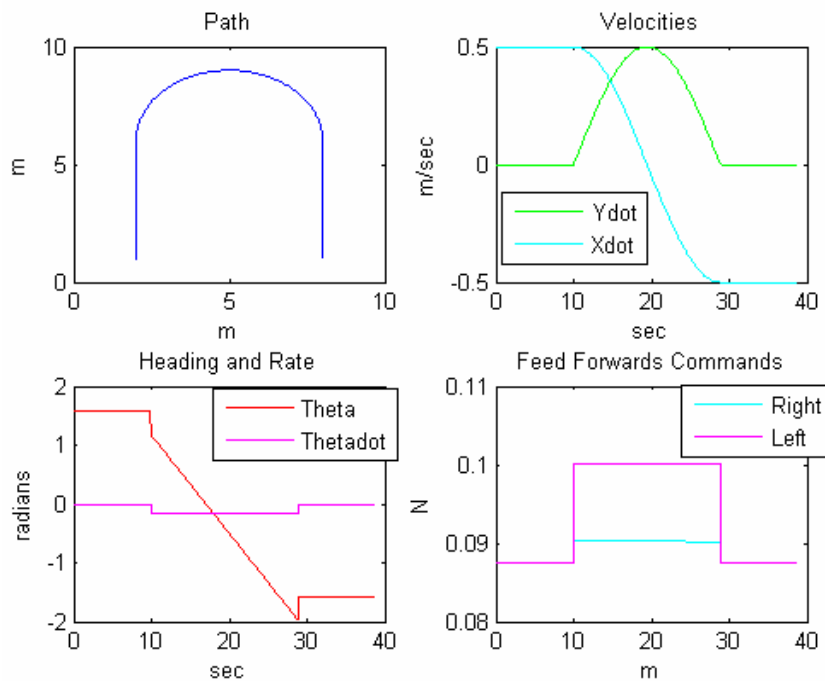 Path
10
5
0
m
0 5 10
m
Velocities
0.5
0
-0.5
m/sec
Ydot
Xdot
0 10 20 30 40
sec
Heading and Rate
2
1
0
-1
-2
radians
Theta
Thetadot
0 10 20 30 40
sec
Feed Forwards Commands
0.11
0.1
0.09
0.08
N
Right
Left
0 10 20 30 40
m